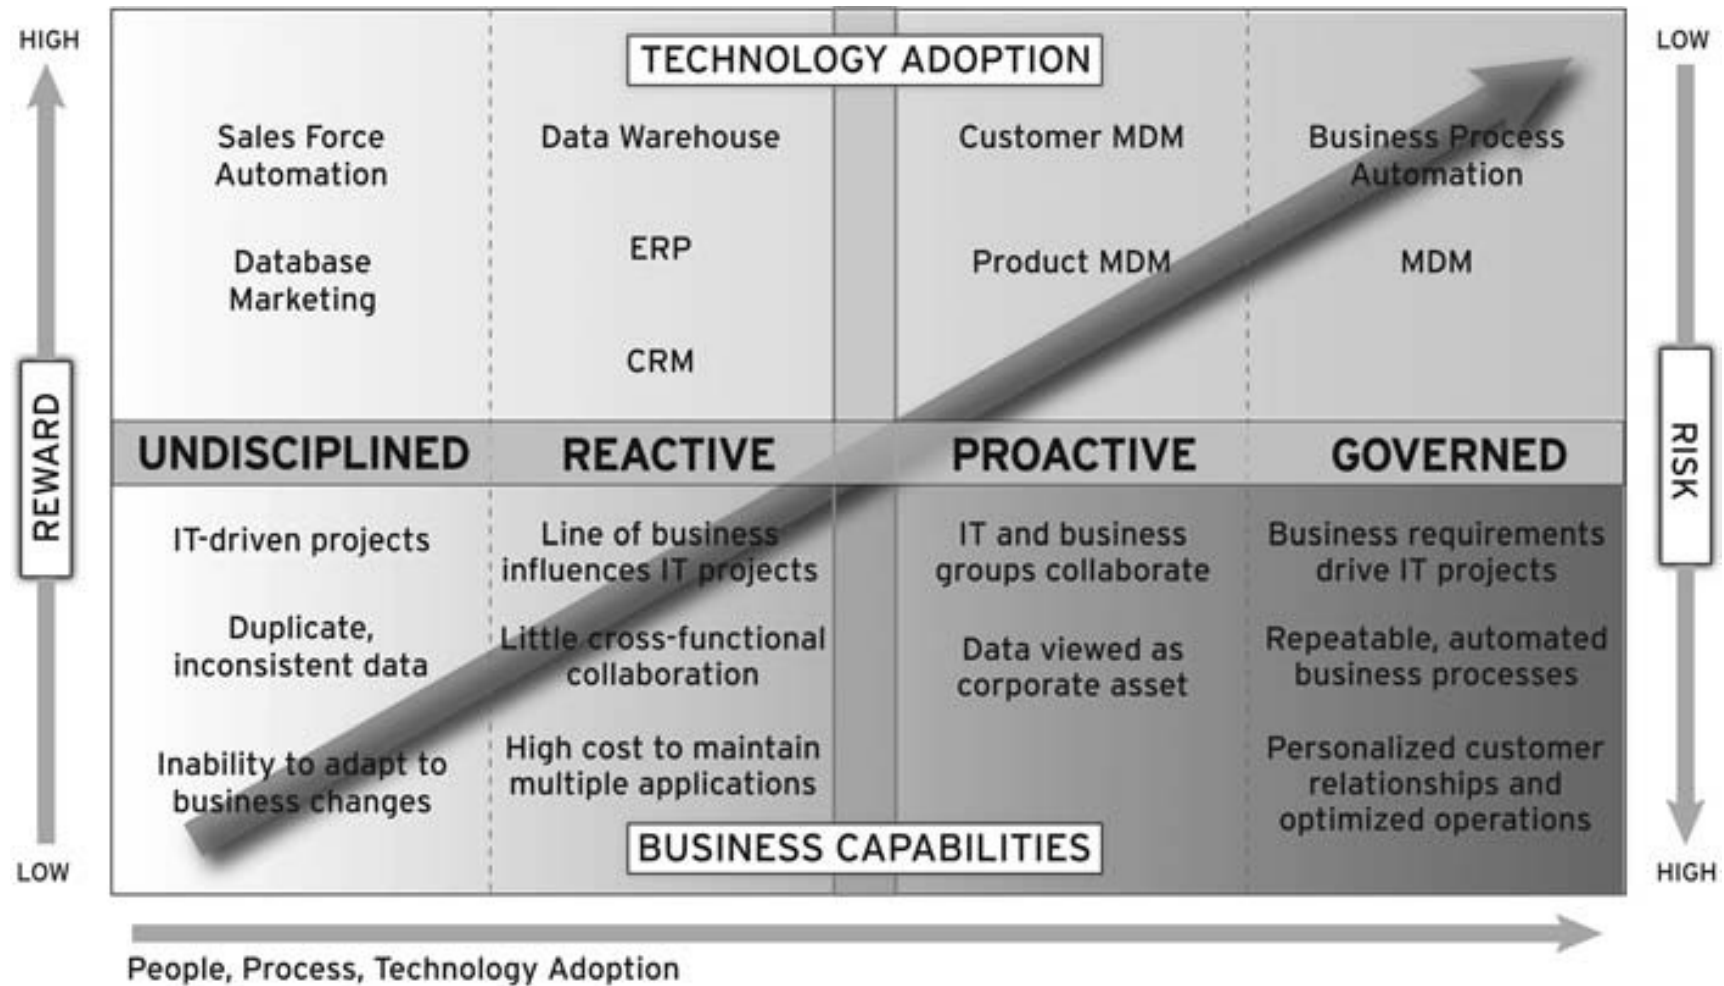 HIGH
LOW
TECHNOLOGY ADOPTION
Sales Force
Automation
Database
Marketing
Data Warehouse
ERP
CRM
Customer MDM
Product MDM
Business Process
Automation
MDM
REWARD
UNDISCIPLINED
REACTIVE
PROACTIVE
GOVERNED
RISK
IT-driven projects
Duplicate,
inconsistent data
Inability to adapt to
business changes
Line of business
influences IT projects
Little cross-functional
collaboration
High cost to maintain
multiple applications
IT and business
groups collaborate
Data viewed as
corporate asset
Business requirements
drive IT projects
Repeatable, automated
business processes
Personalized customer
relationships and
optimized operations
BUSINESS CAPABILITIES
LOW
HIGH
People, Process, Technology Adoption